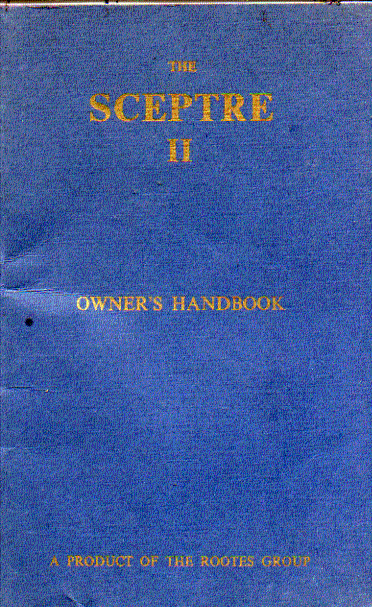 THE
SCEPTRE
II
OWNER'S HANDBOOK
A PRODUCT OF THE ROOTES GROUP